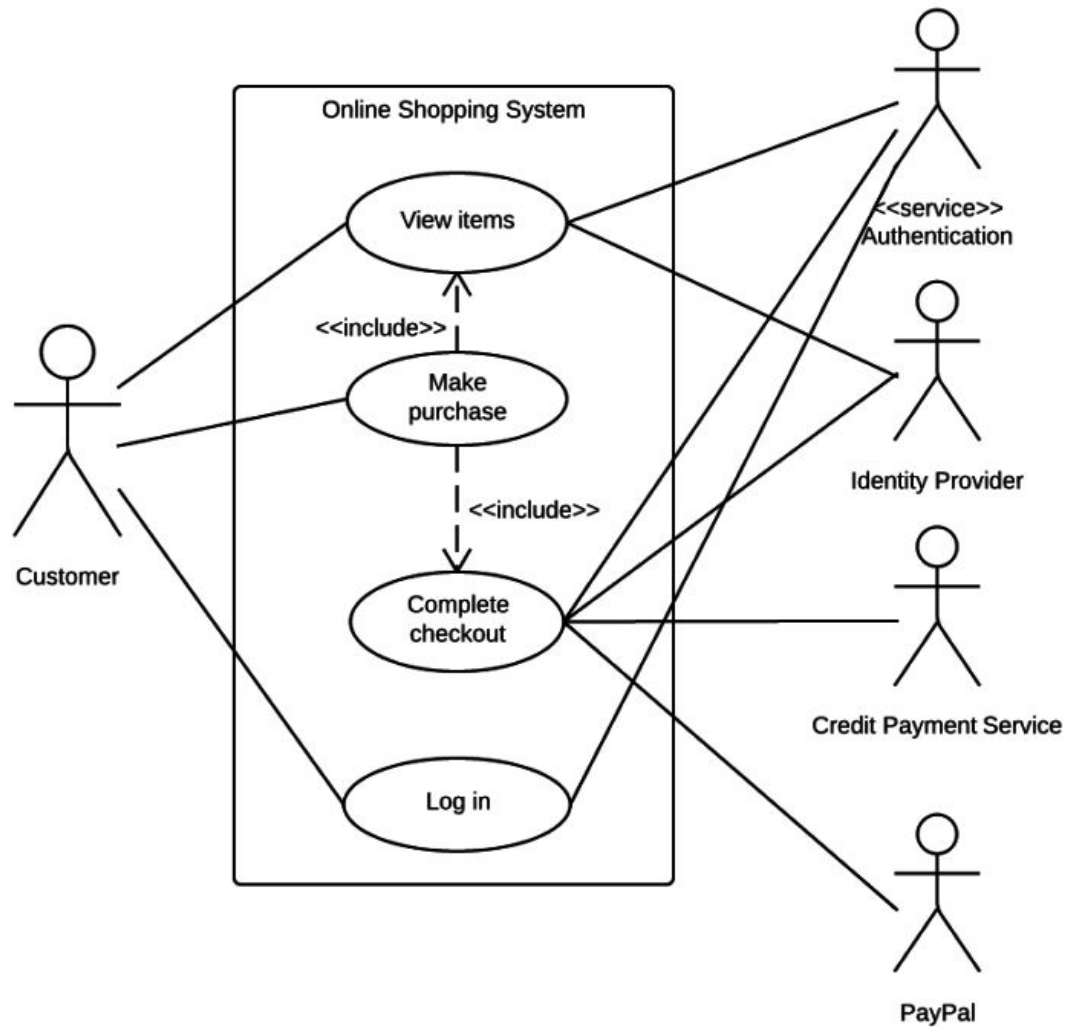 Online Shopping System
View items
<<include>>
Make
purchase
<<include>>
Complete
checkout
Log in
Customer
<<service>>
Authentication
Identity Provider
Credit Payment Service
PayPal